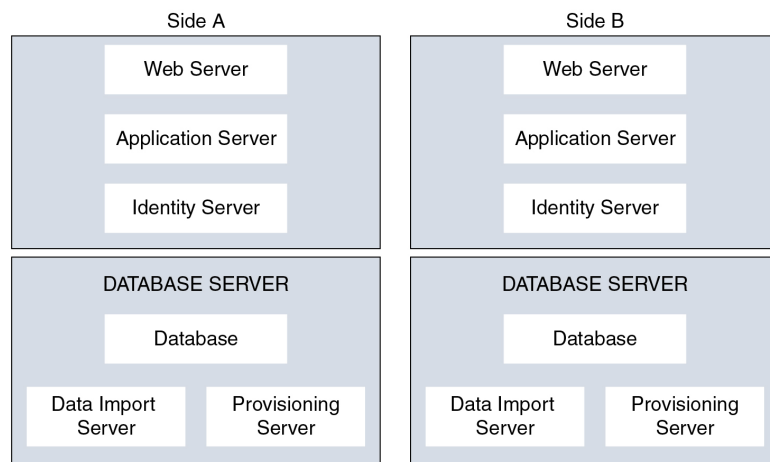 Side A
Web Server
Application Server
Identity Server
DATABASE SERVER
Database
Data Import
Server
Provisioning
Server
Side B
Web Server
Application Server
Identity Server
DATABASE SERVER
Database
Data Import
Server
Provisioning
Server